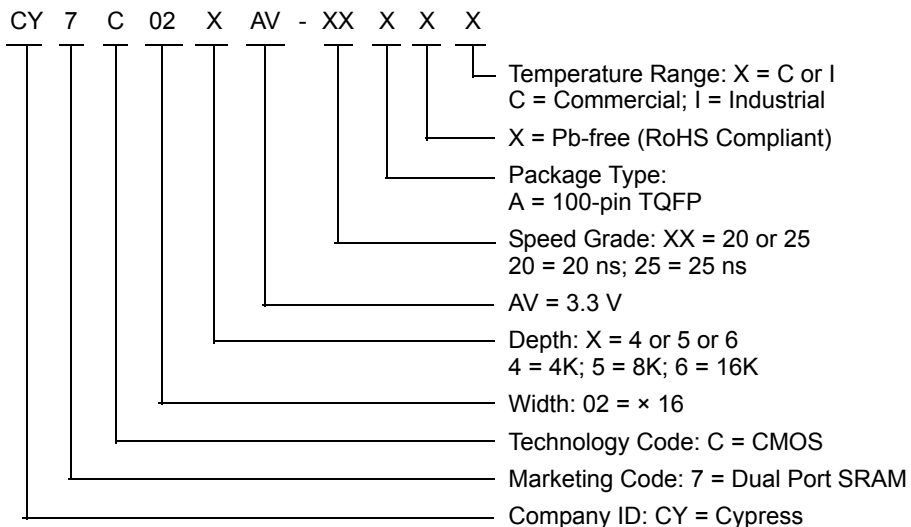 CY 7 C 02 X AV - XX X X X
Temperature Range: X = C or I
C = Commercial; I = Industrial
X = Pb-free (RoHS Compliant)
Package Type:
A = 100-pin TQFP
Speed Grade: XX = 20 or 25
20 = 20 ns; 25 = 25 ns
AV = 3.3 V
Depth: X = 4 or 5 or 6
4 = 4K; 5 = 8K; 6 = 16K
Width: 02 = × 16
Technology Code: C = CMOS
Marketing Code: 7 = Dual Port SRAM
Company ID: CY = Cypress